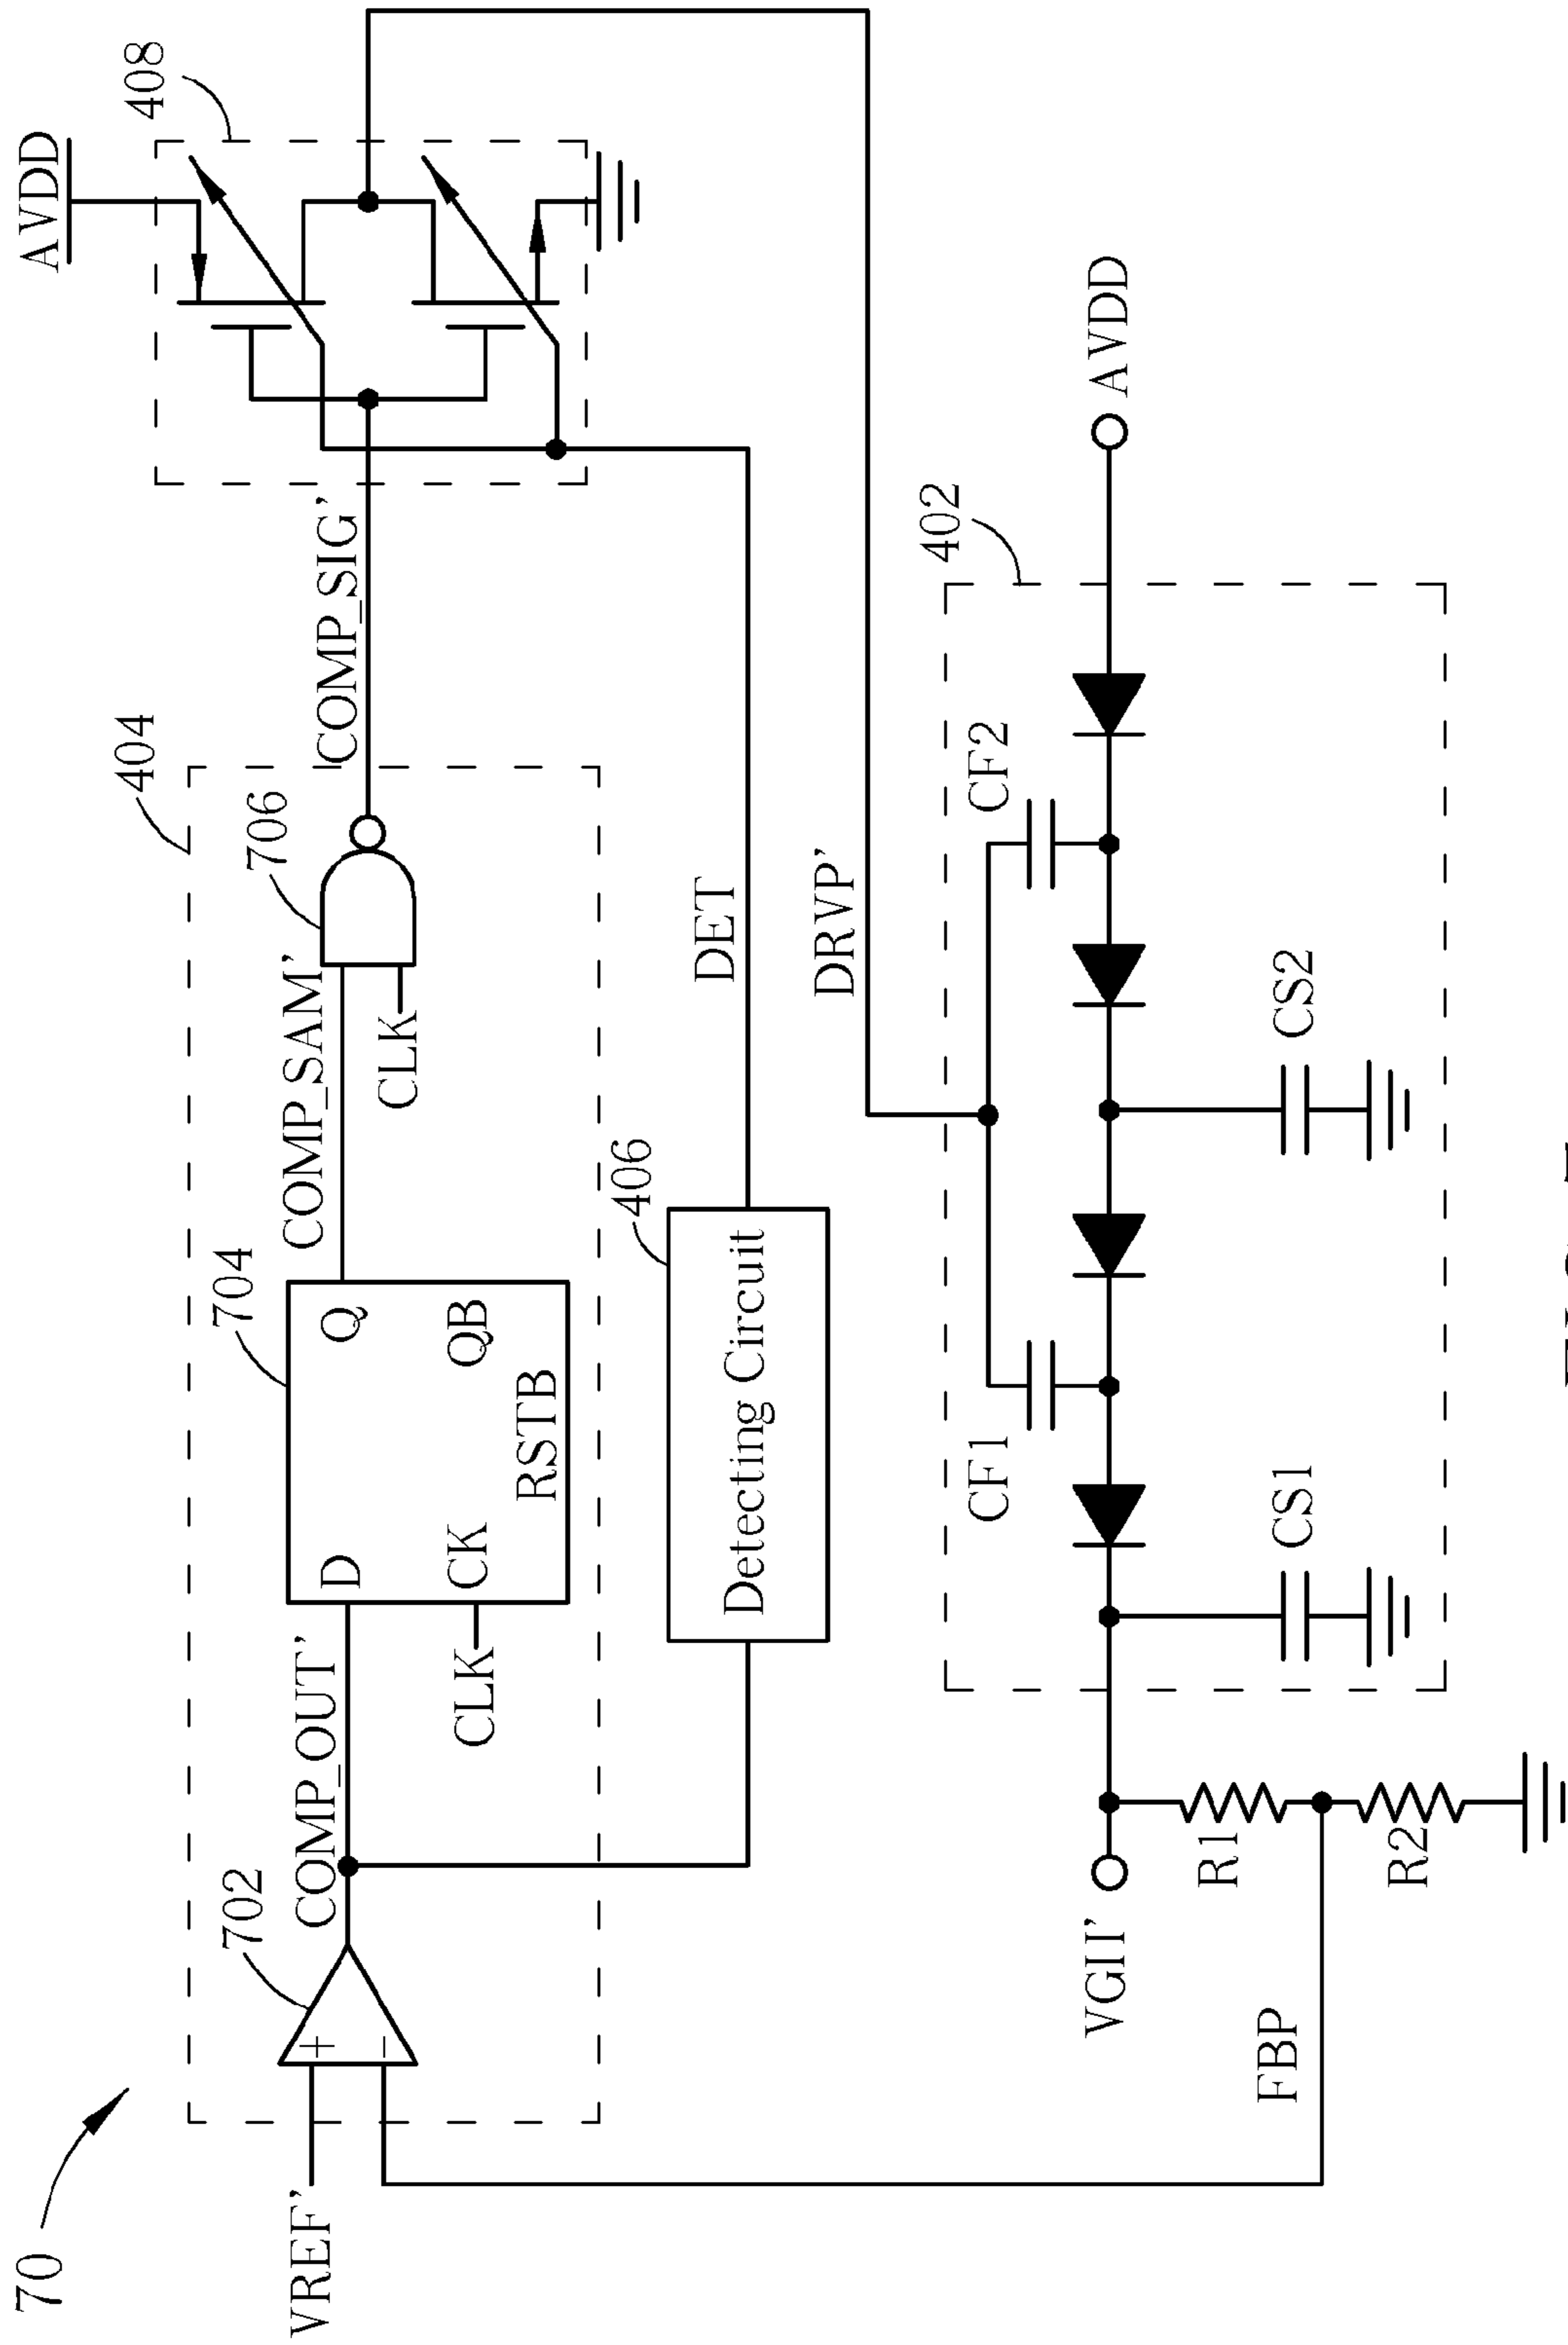 70
404
408
AVDD
702
704
706
VREF'
+
−
COMP_OUT'
D
Q
COMP_SAM'
COMP_SIG'
CLK
CK
QB
RSTB
CLK
406
Detecting Circuit
DET
DRVP'
402
CF1
CF2
VGH'
AVDD
CS1
CS2
R1
R2
FBP